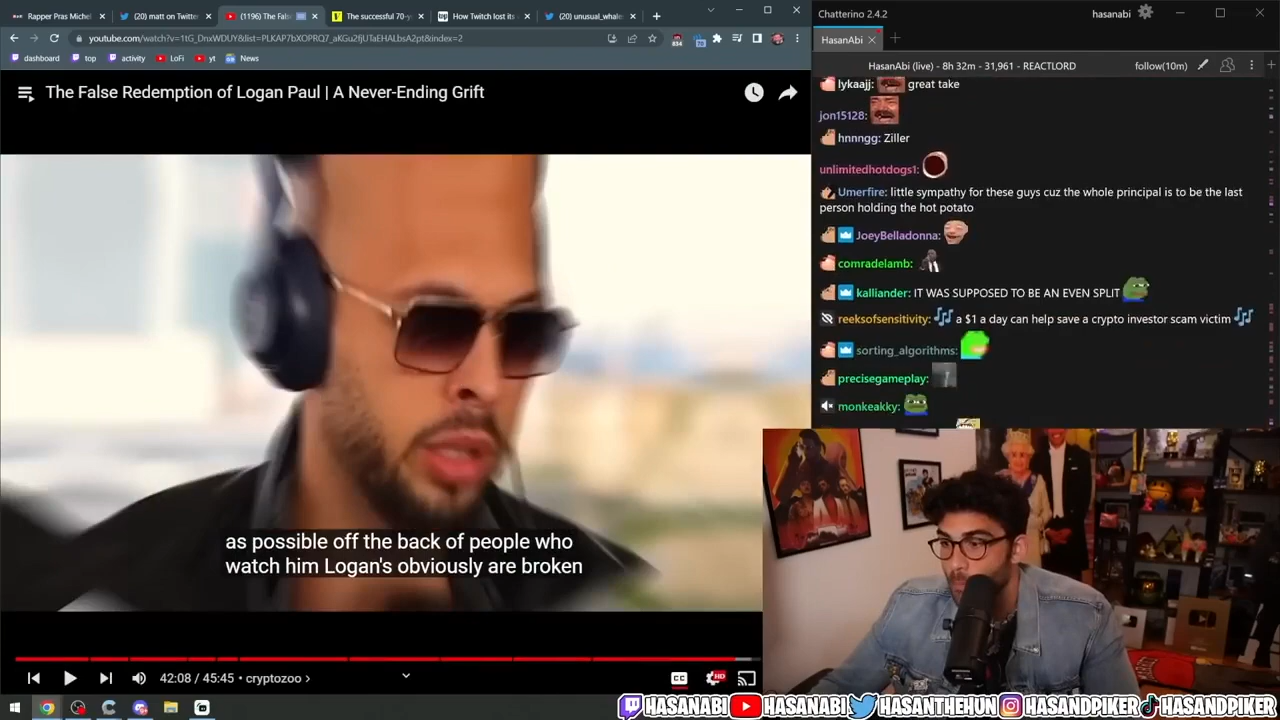 Rapper Pras Michel
(20) matt on Twitter
(1196) The False
The successful 70-y
How Twitch lost its
(20) unusual_whale
youtube.com/watch?v=1tG_DnxWDUY&list=PLKAP7bXOPRQ7_aKGu2fjUTaEHALbsA2pt&index=2
dashboard
top
activity
LoFi
yt
News
The False Redemption of Logan Paul | A Never-Ending Grift
as possible off the back of people who
watch him Logan's obviously are broken
42:08 / 45:45 • cryptozoo ›
CC
HD
Chatterino 2.4.2
hasanabi
HasanAbi
HasanAbi (live) - 8h 32m - 31,961 - REACTLORD
follow(10m)
lykaajj: great take
jon15128:
hnnngg: Ziller
unlimitedhotdogs1:
Umerfire: little sympathy for these guys cuz the whole principal is to be the last
person holding the hot potato
JoeyBelladonna:
comradelamb:
kalliander: IT WAS SUPPOSED TO BE AN EVEN SPLIT
reeksofsensitivity: a $1 a day can help save a crypto investor scam victim
sorting_algorithms:
precisegameplay:
monkeakky:
HASANABI
HASANABI
HASANTHEHUN
HASANDPIKER
HASANDPIKER